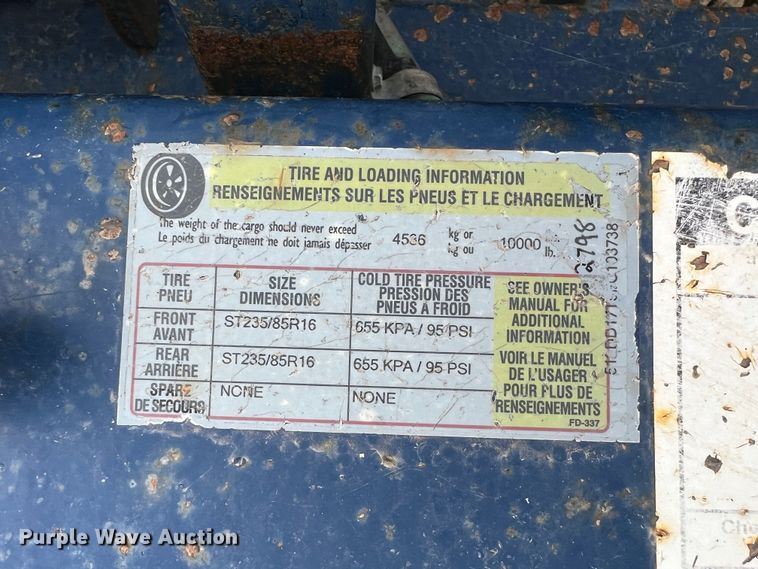 TIRE AND LOADING INFORMATION
RENSEIGNEMENTS SUR LES PNEUS ET LE CHARGEMENT
The weight of the cargo should never exceed
Le poids du chargement ne doit jamais dépasser
4536 kg or
kg ou
10000
lb.
TIRE
PNEU
SIZE
DIMENSIONS
COLD TIRE PRESSURE
PRESSION DES
PNEUS A FROID
FRONT
AVANT
ST235/85R16
655 KPA / 95 PSI
REAR
ARRIÈRE
ST235/85R16
655 KPA / 95 PSI
SPARE
DE SECOURS
NONE
NONE
SEE OWNER'S
MANUAL FOR
ADDITIONAL
INFORMATION
VOIR LE MANUEL
DE L'USAGER
POUR PLUS DE
RENSEIGNEMENTS
FD-337
2798
Purple Wave Auction